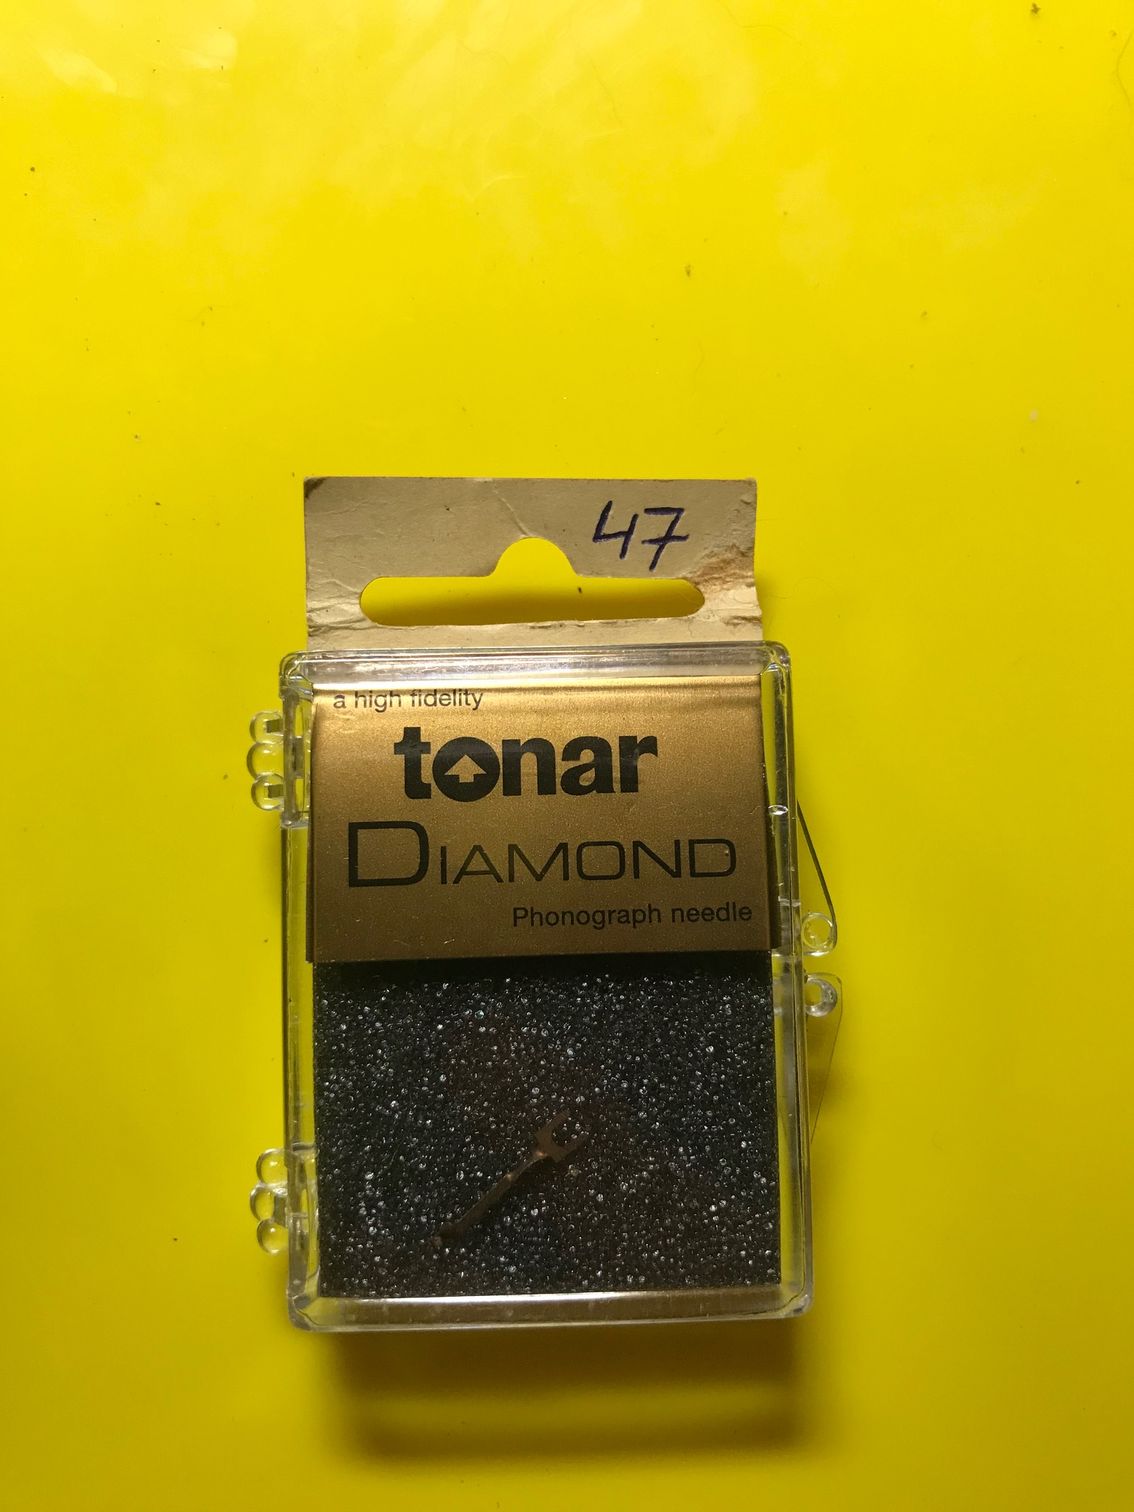 47
a high fidelity
tonar
DIAMOND
Phonograph needle